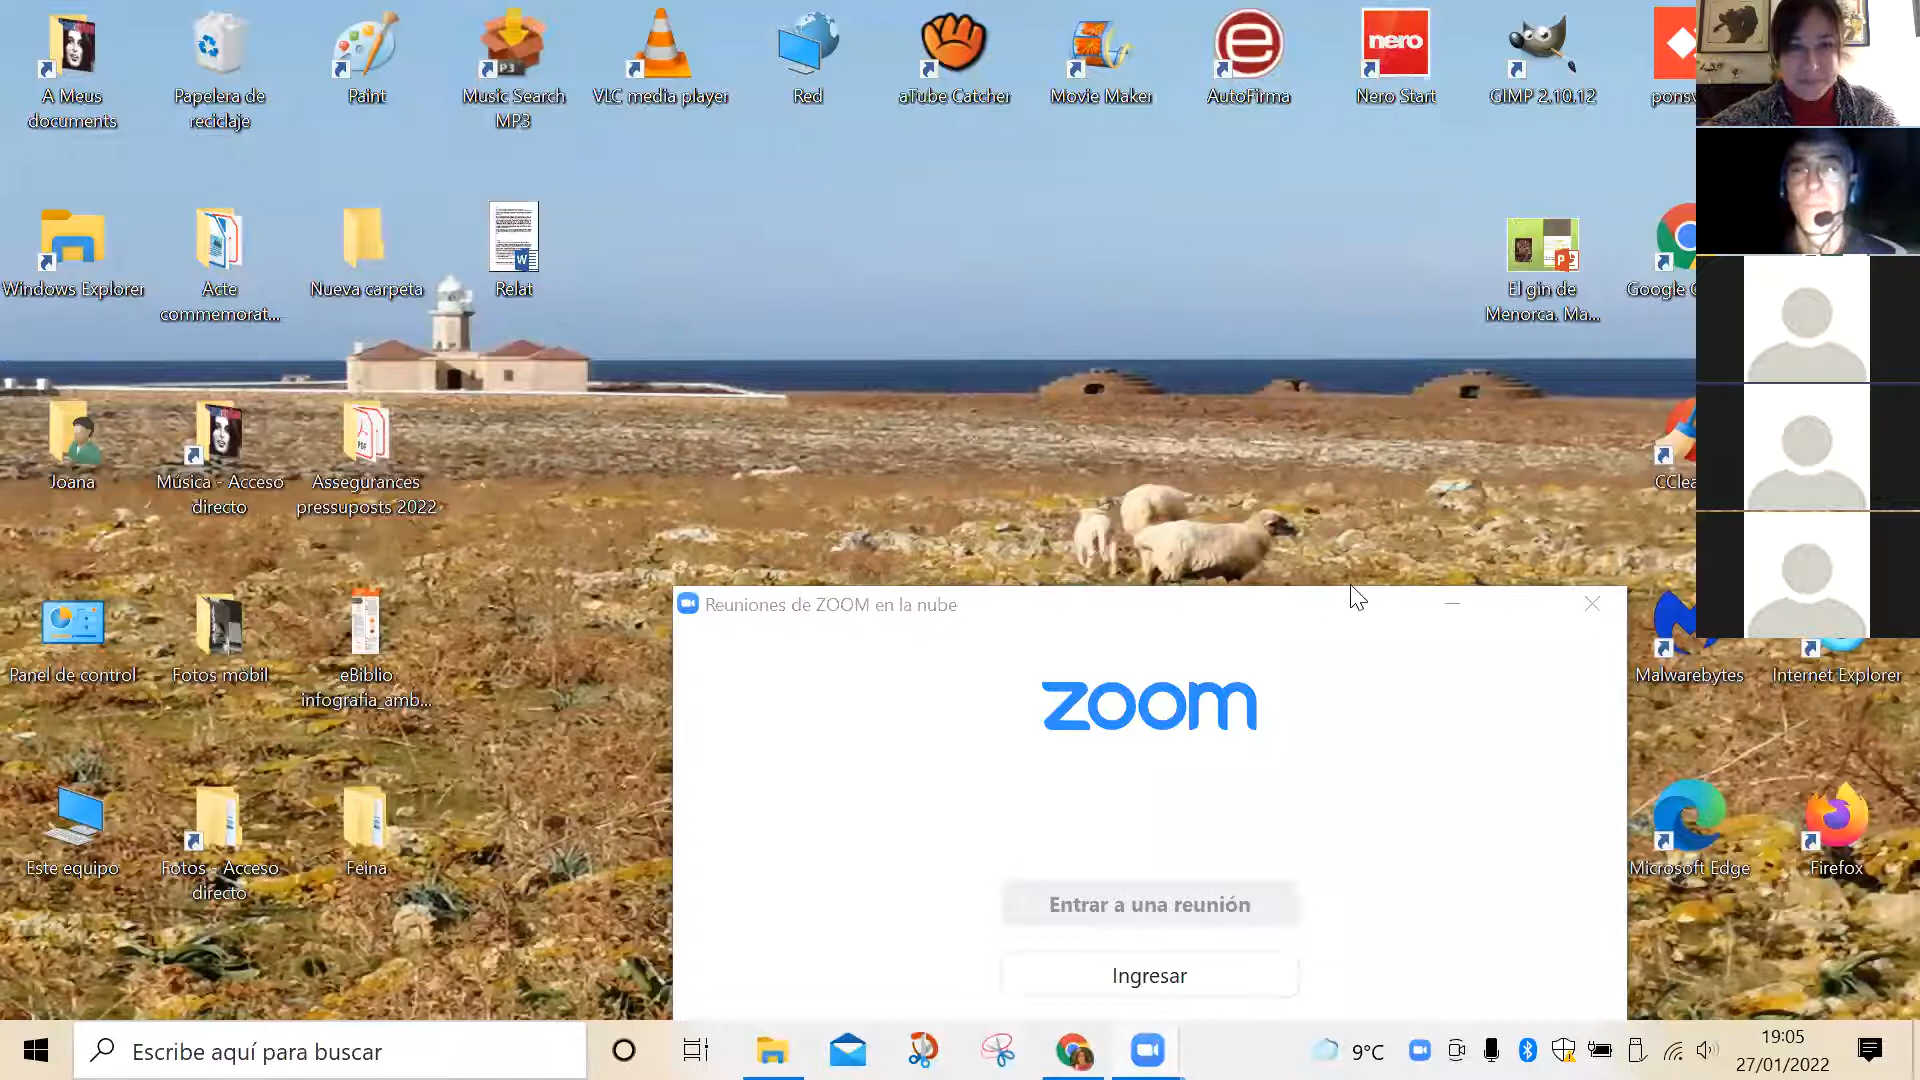 A Meus
documents
Papelera de
reciclaje
Paint
Music Search
MP3
VLC media player
Red
aTube Catcher
Movie Maker
AutoFirma
nero
Nero Start
GIMP 2.10.12
Windows Explorer
Acte
commemorat...
Nueva carpeta
Relat
El gin de
Menorca. Ma...
Google
Joana
Música - Acceso
directo
Assegurances
pressuposts 2022
CClea
Panel de control
Fotos mòbil
eBiblio
infografia_amb...
Malwarebytes
Internet Explorer
Este equipo
Fotos - Acceso
directo
Feina
Microsoft Edge
Firefox
Reuniones de ZOOM en la nube
zoom
Entrar a una reunión
Ingresar
Escribe aquí para buscar
9°C
19:05
27/01/2022